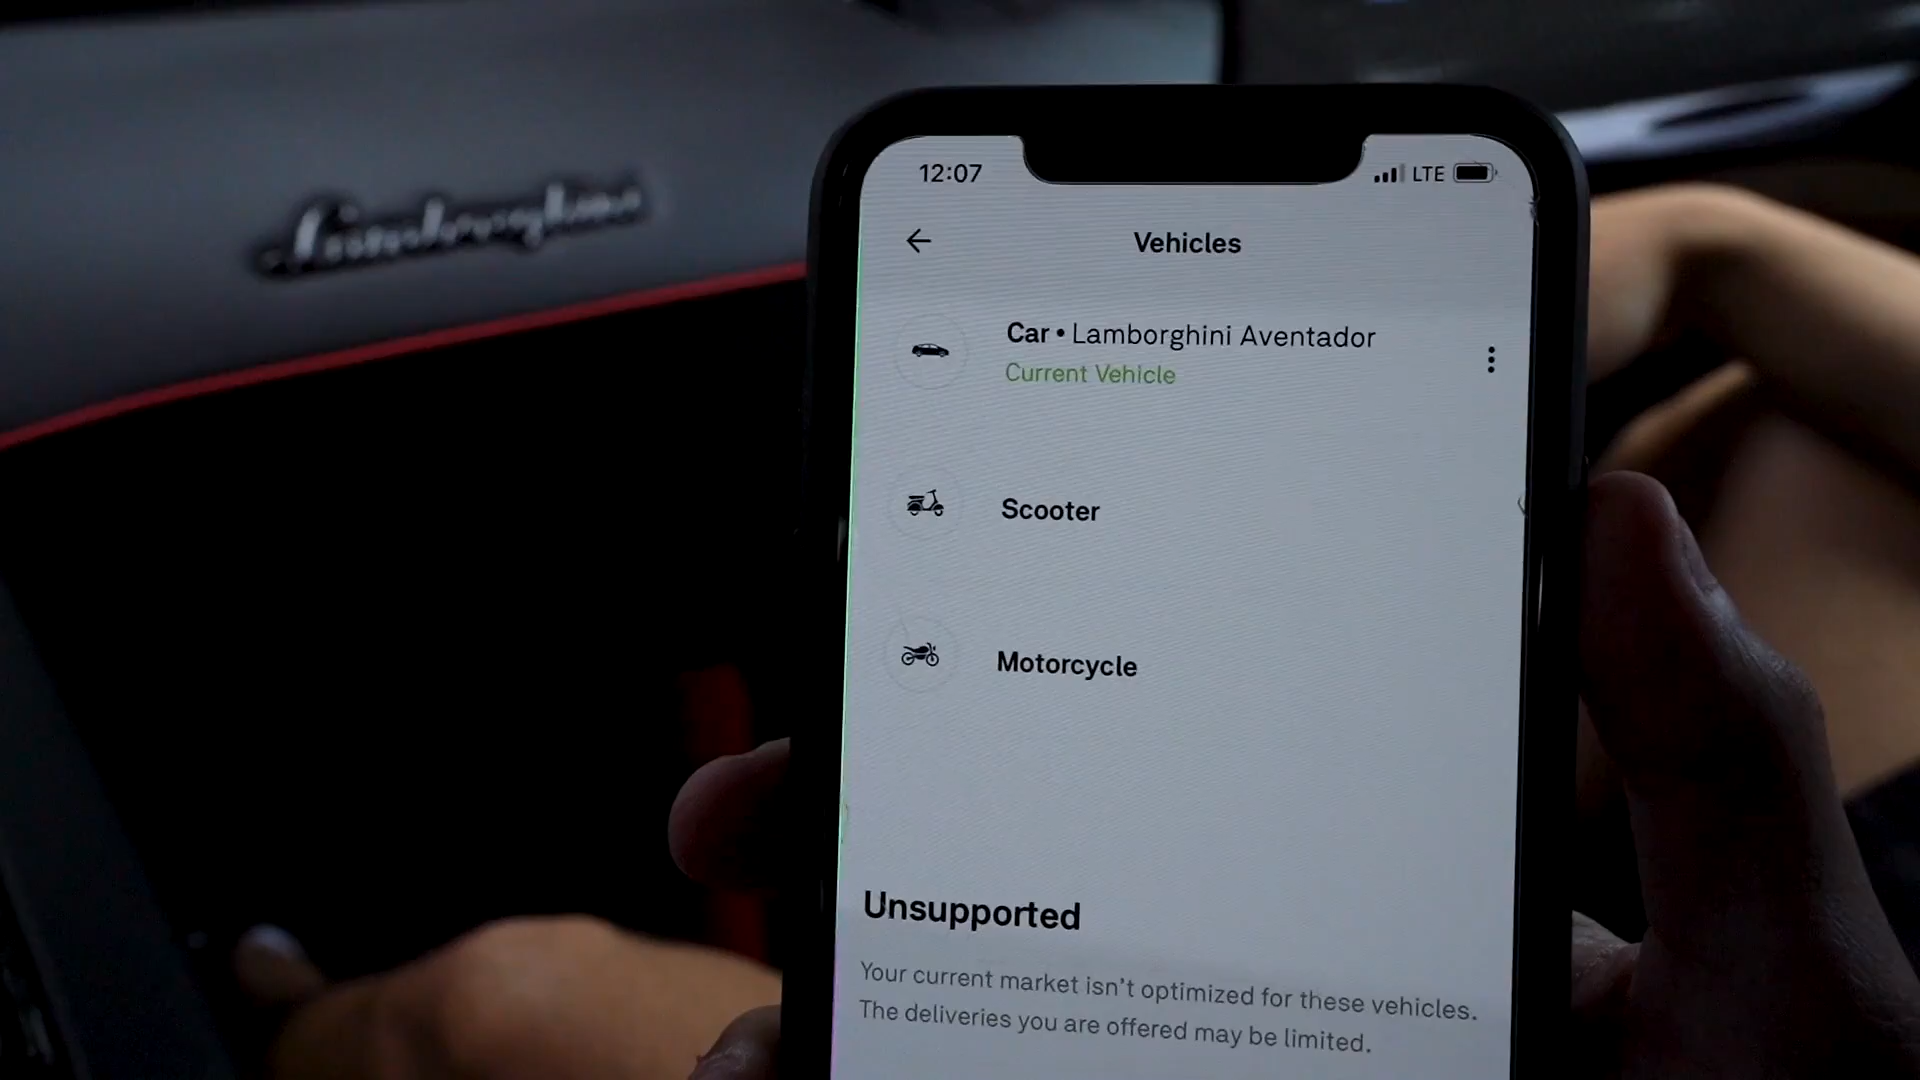 Lamborghini
12:07
LTE
Vehicles
Car • Lamborghini Aventador
Current Vehicle
Scooter
Motorcycle
Unsupported
Your current market isn't optimized for these vehicles.
The deliveries you are offered may be limited.